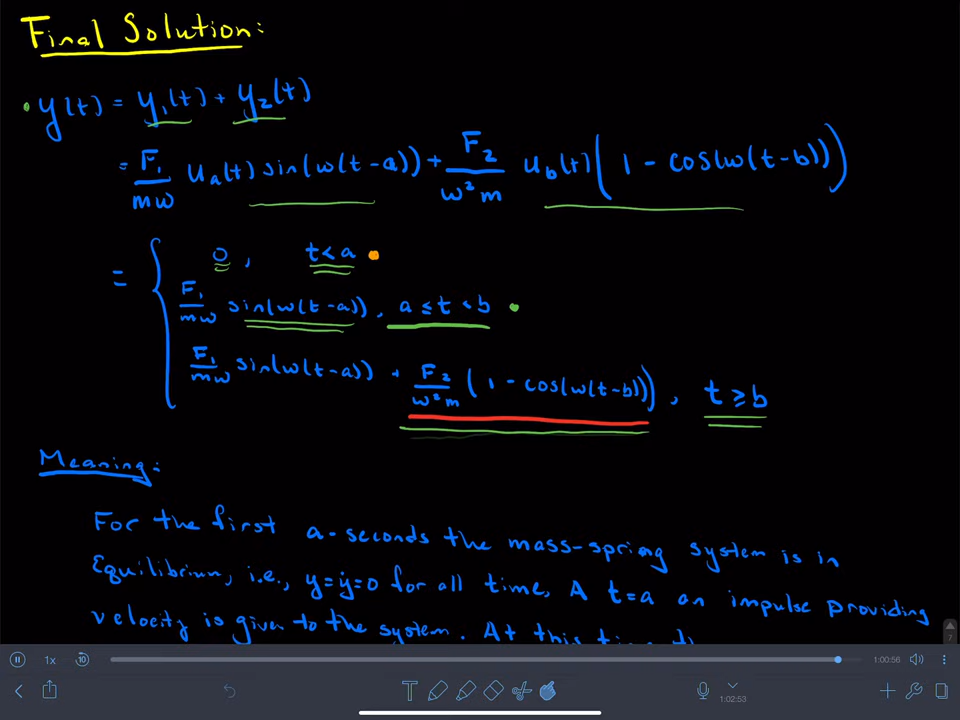 Final Solution:
y(t) = y₁(t) + y₂(t)
= F₁/mω u_a(t) sin(ω(t-a)) + F₂/ω²m u_b(t) (1 - cos(ω(t-b)))
= { 0, t < a
F₁/mω sin(ω(t-a)), a ≤ t < b
F₁/mω sin(ω(t-a)) + F₂/ω²m (1 - cos(ω(t-b))), t ≥ b
Meaning:
For the first a-seconds the mass-spring system is in
Equilibrium, i.e., y=ẏ=0 for all time, A t=a an impulse providing
velocity is given to the system. At this time
7
1x
10
1:00:56
T
1:02:53